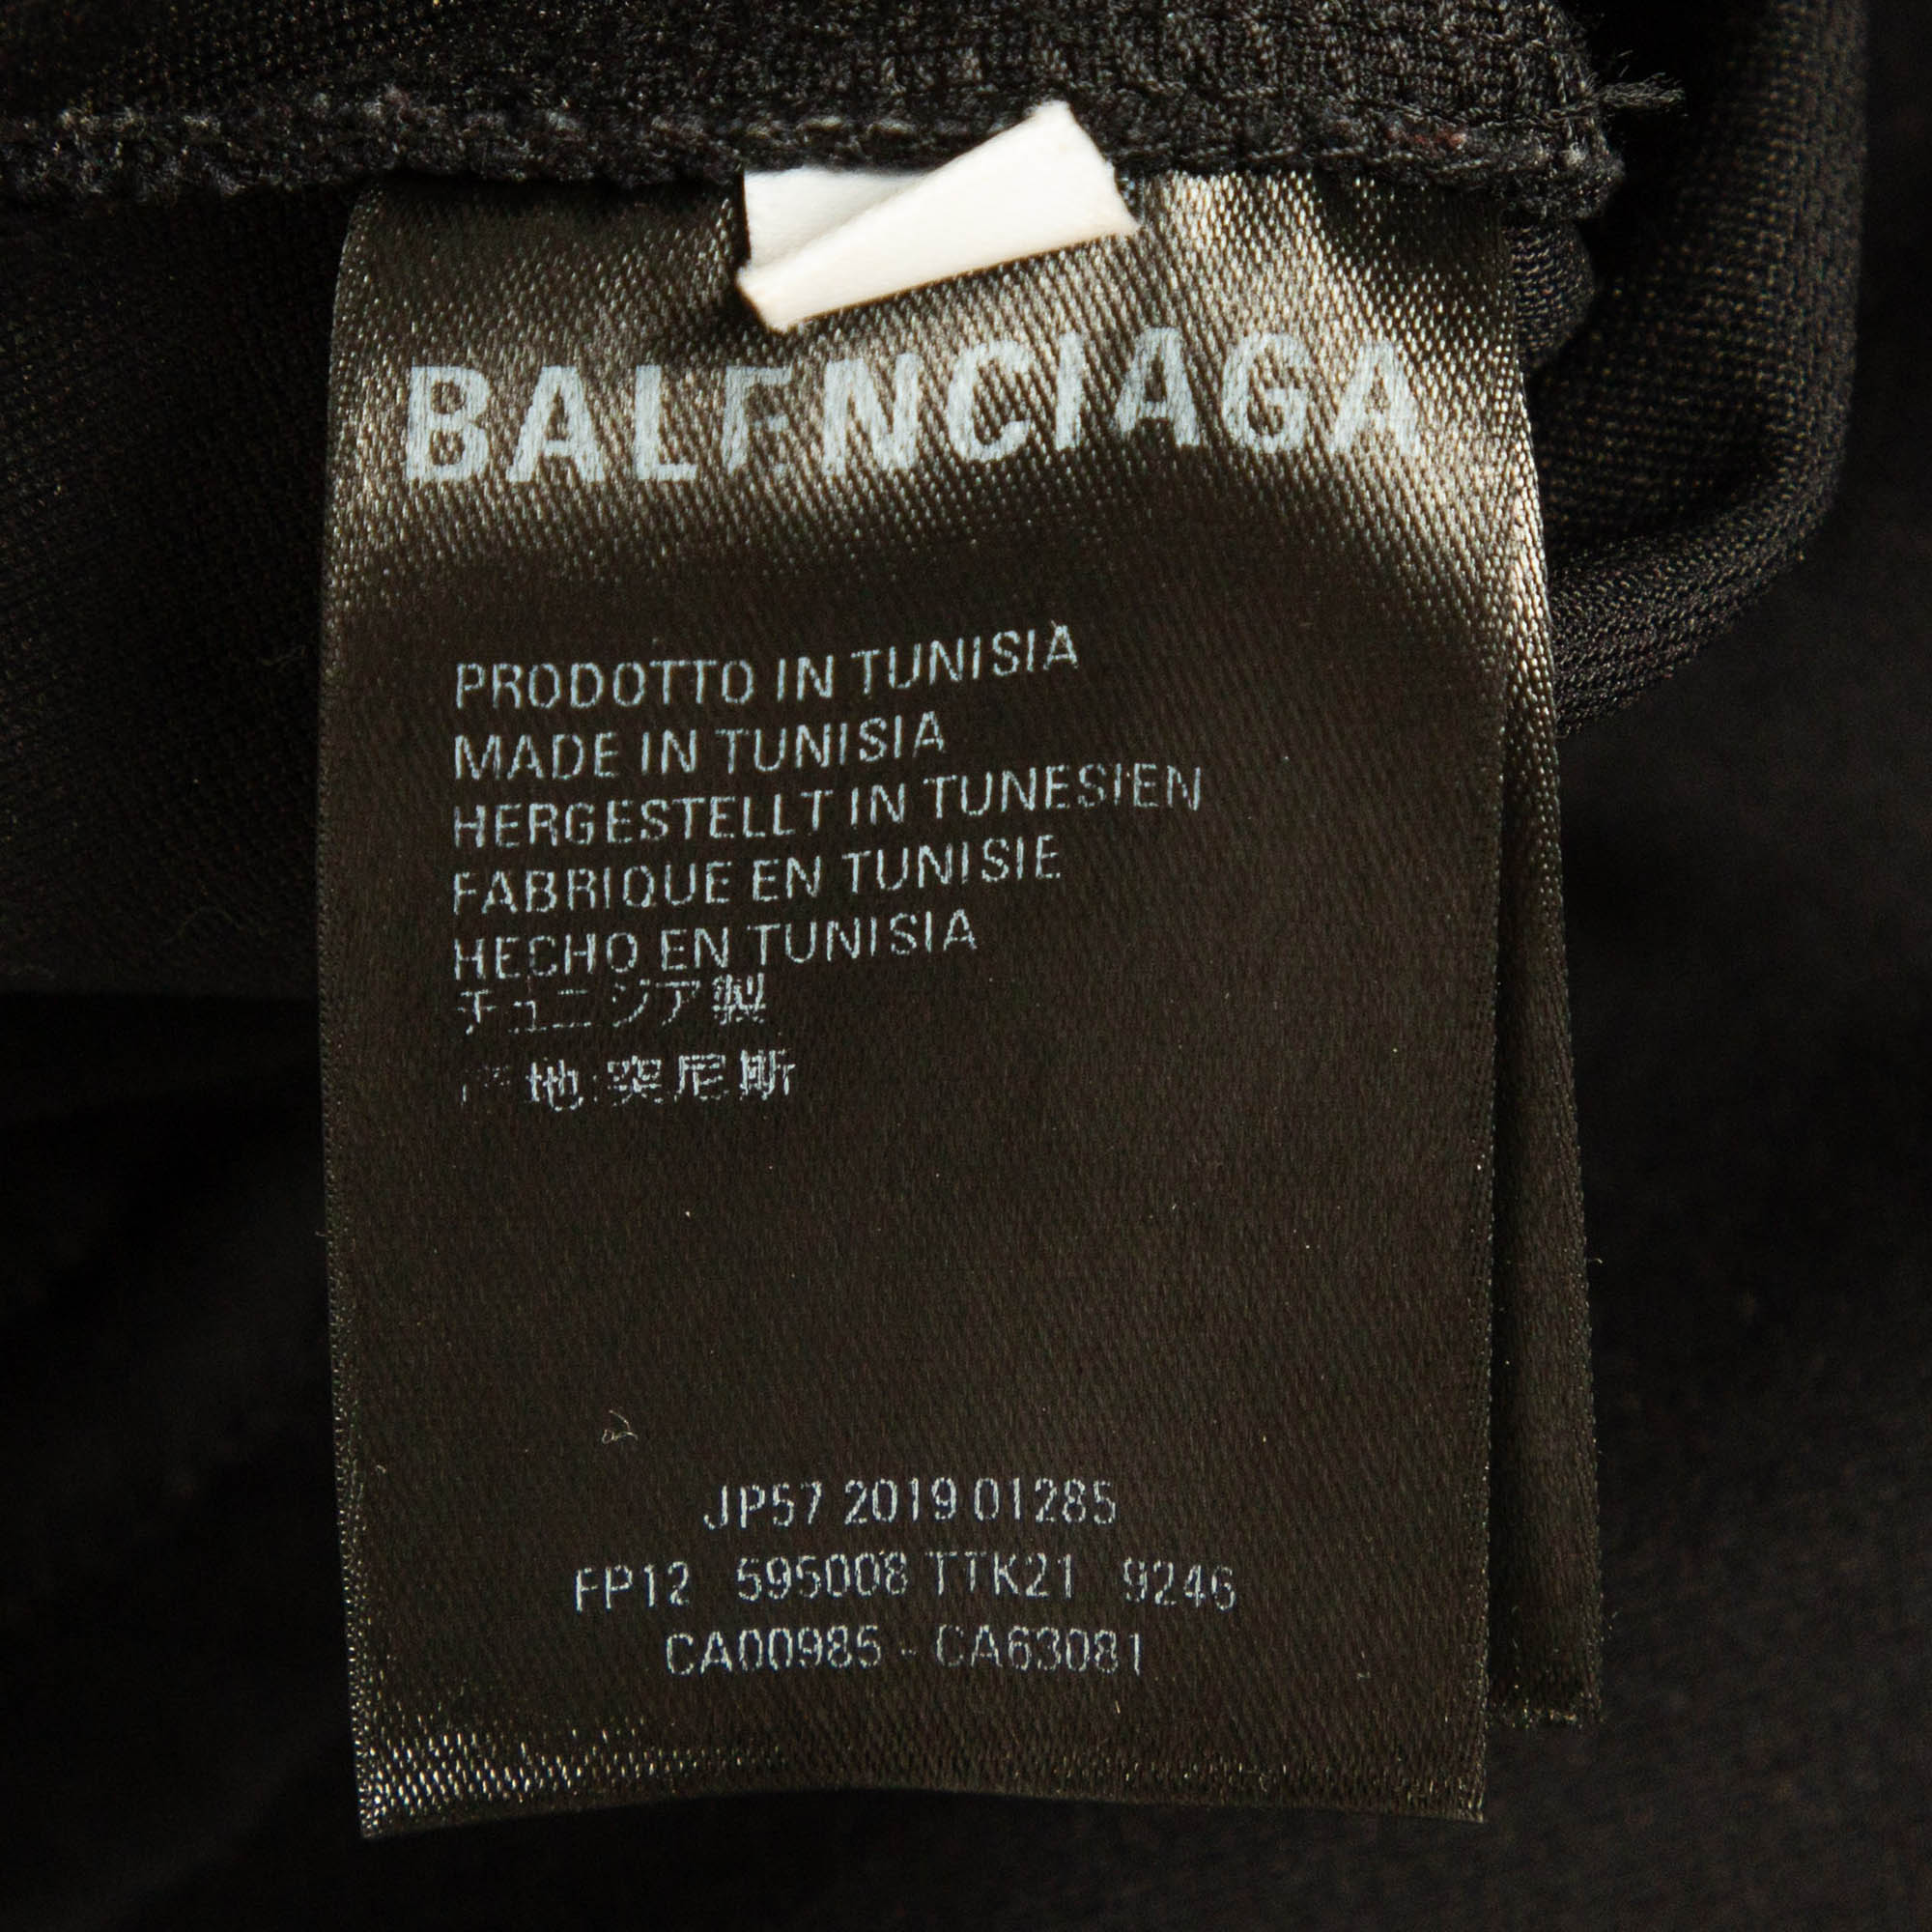 BALENCIAGA
PRODOTTO IN TUNISIA
MADE IN TUNISIA
HERGESTELLT IN TUNESIEN
FABRIQUE EN TUNISIE
HECHO EN TUNISIA
チュニジア製
产地:突尼斯
JP57 2019 01285
FP12 595008 TTK21 9246
CA00985 - CA63081